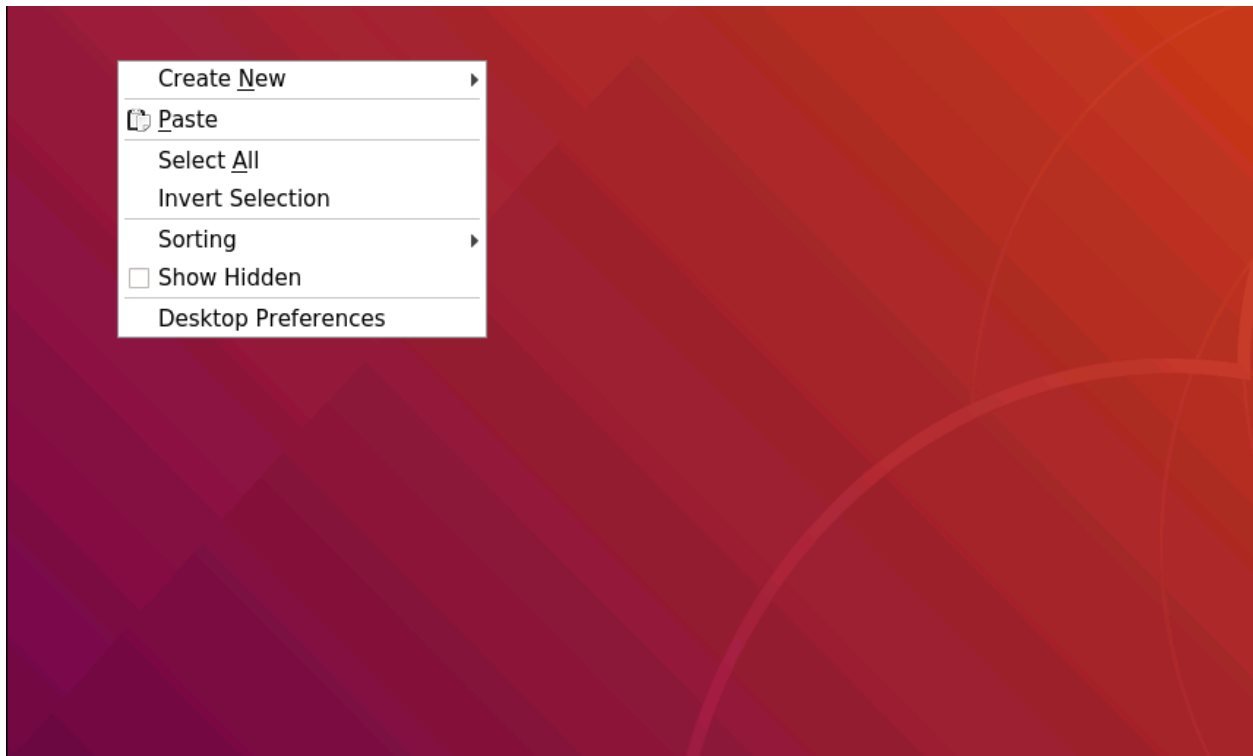 Create New
Paste
Select All
Invert Selection
Sorting
Show Hidden
Desktop Preferences